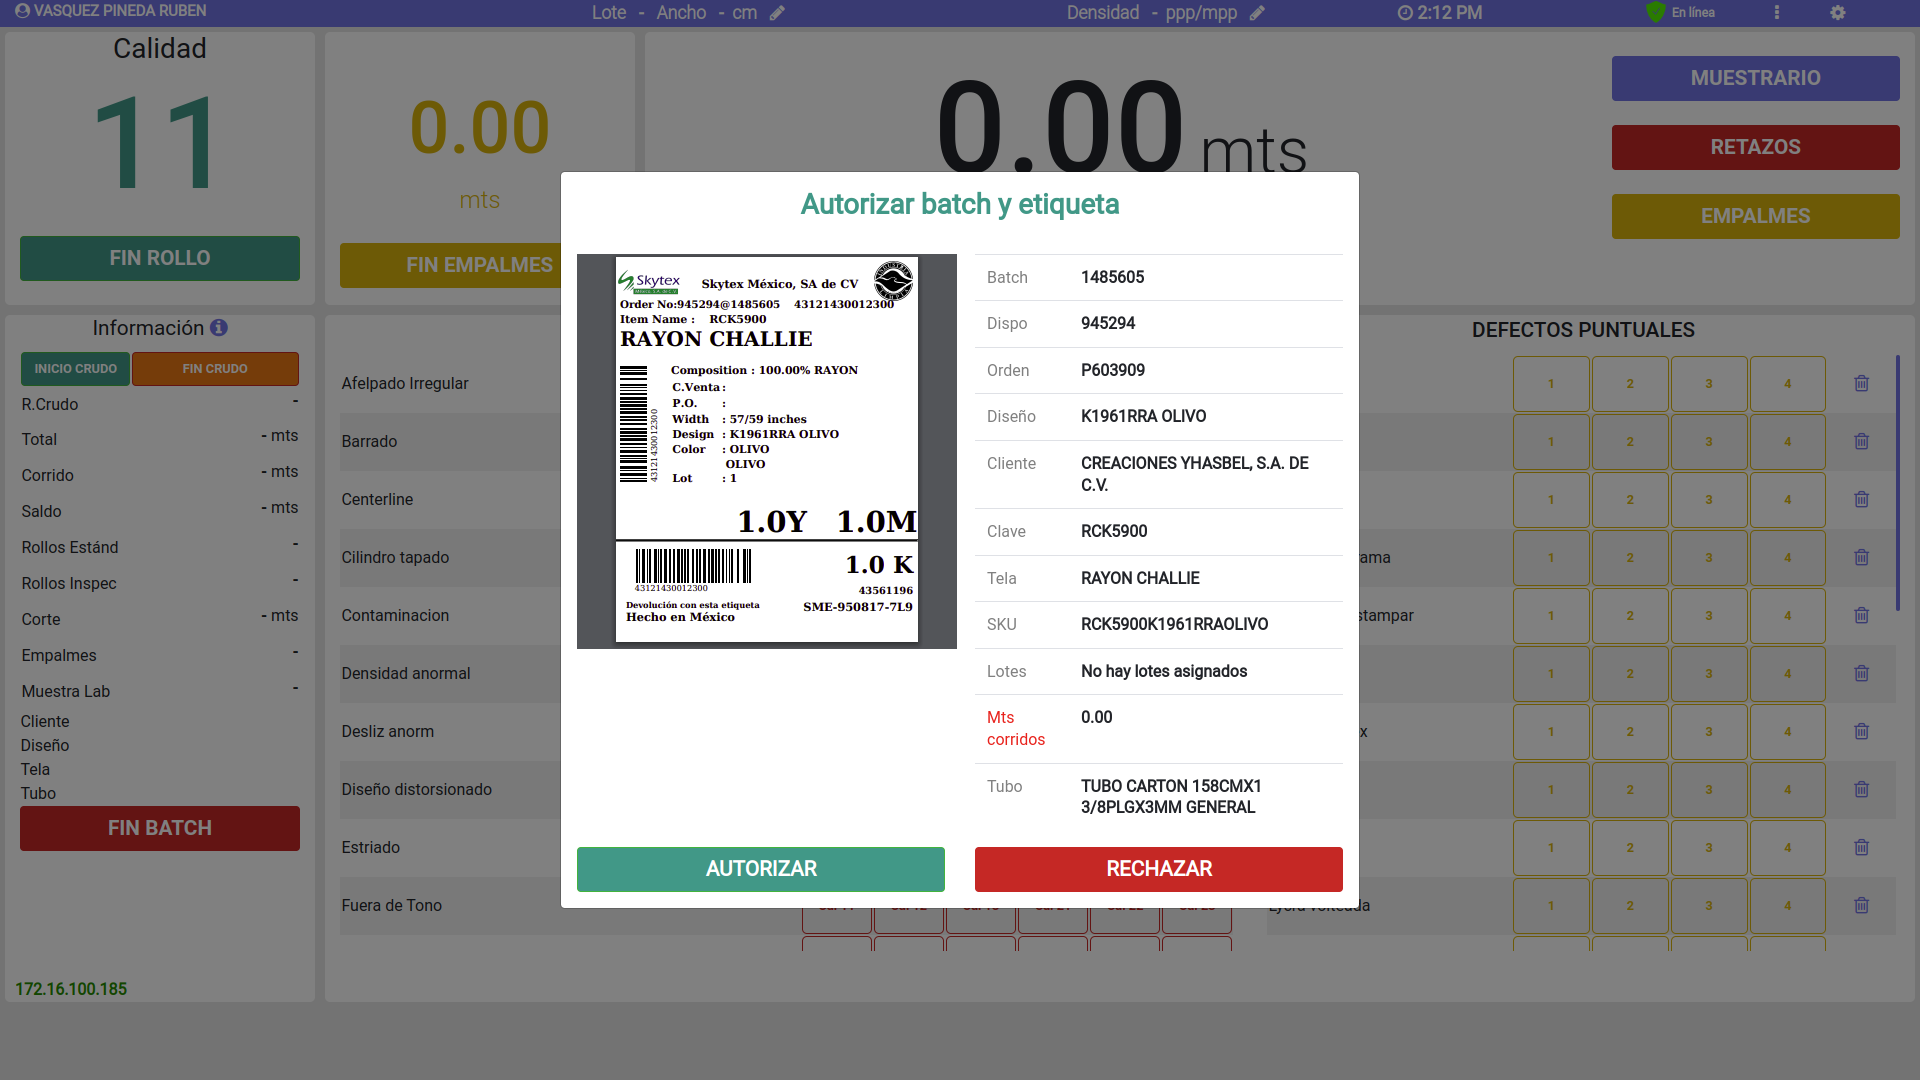 VASQUEZ PINEDA RUBEN
Lote - Ancho - cm
Densidad - ppp/mpp
2:12 PM
En línea
Calidad
11
FIN ROLLO
0.00
mts
FIN EMPALMES
0.00 mts
MUESTRARIO
RETAZOS
EMPALMES
Información
INICIO CRUDO
FIN CRUDO
R.Crudo -
Total - mts
Corrido - mts
Saldo - mts
Rollos Estánd -
Rollos Inspec -
Corte - mts
Empalmes -
Muestra Lab -
Cliente
Diseño
Tela
Tubo
FIN BATCH
172.16.100.185
Afelpado Irregular
Barrado
Centerline
Cilindro tapado
Contaminacion
Densidad anormal
Desliz anorm
Diseño distorsionado
Estriado
Fuera de Tono
Autorizar batch y etiqueta
Skytex
Skytex México, SA de CV
Order No:945294@1485605 43121430012300
Item Name : RCK5900
RAYON CHALLIE
43121430012300
Composition : 100.00% RAYON
C.Venta :
P.O. :
Width : 57/59 inches
Design : K1961RRA OLIVO
Color : OLIVO
OLIVO
Lot : 1
1.0Y 1.0M
43121430012300
1.0 K
43561196
Devolución con esta etiqueta
SME-950817-7L9
Hecho en México
Batch 1485605
Dispo 945294
Orden P603909
Diseño K1961RRA OLIVO
Cliente CREACIONES YHASBEL, S.A. DE
C.V.
Clave RCK5900
Tela RAYON CHALLIE
SKU RCK5900K1961RRAOLIVO
Lotes No hay lotes asignados
Mts 0.00
corridos
Tubo TUBO CARTON 158CMX1
3/8PLGX3MM GENERAL
AUTORIZAR
RECHAZAR
DEFECTOS PUNTUALES
1 2 3 4
1 2 3 4
1 2 3 4
rama 1 2 3 4
stampar 1 2 3 4
1 2 3 4
x 1 2 3 4
1 2 3 4
1 2 3 4
1 2 3 4